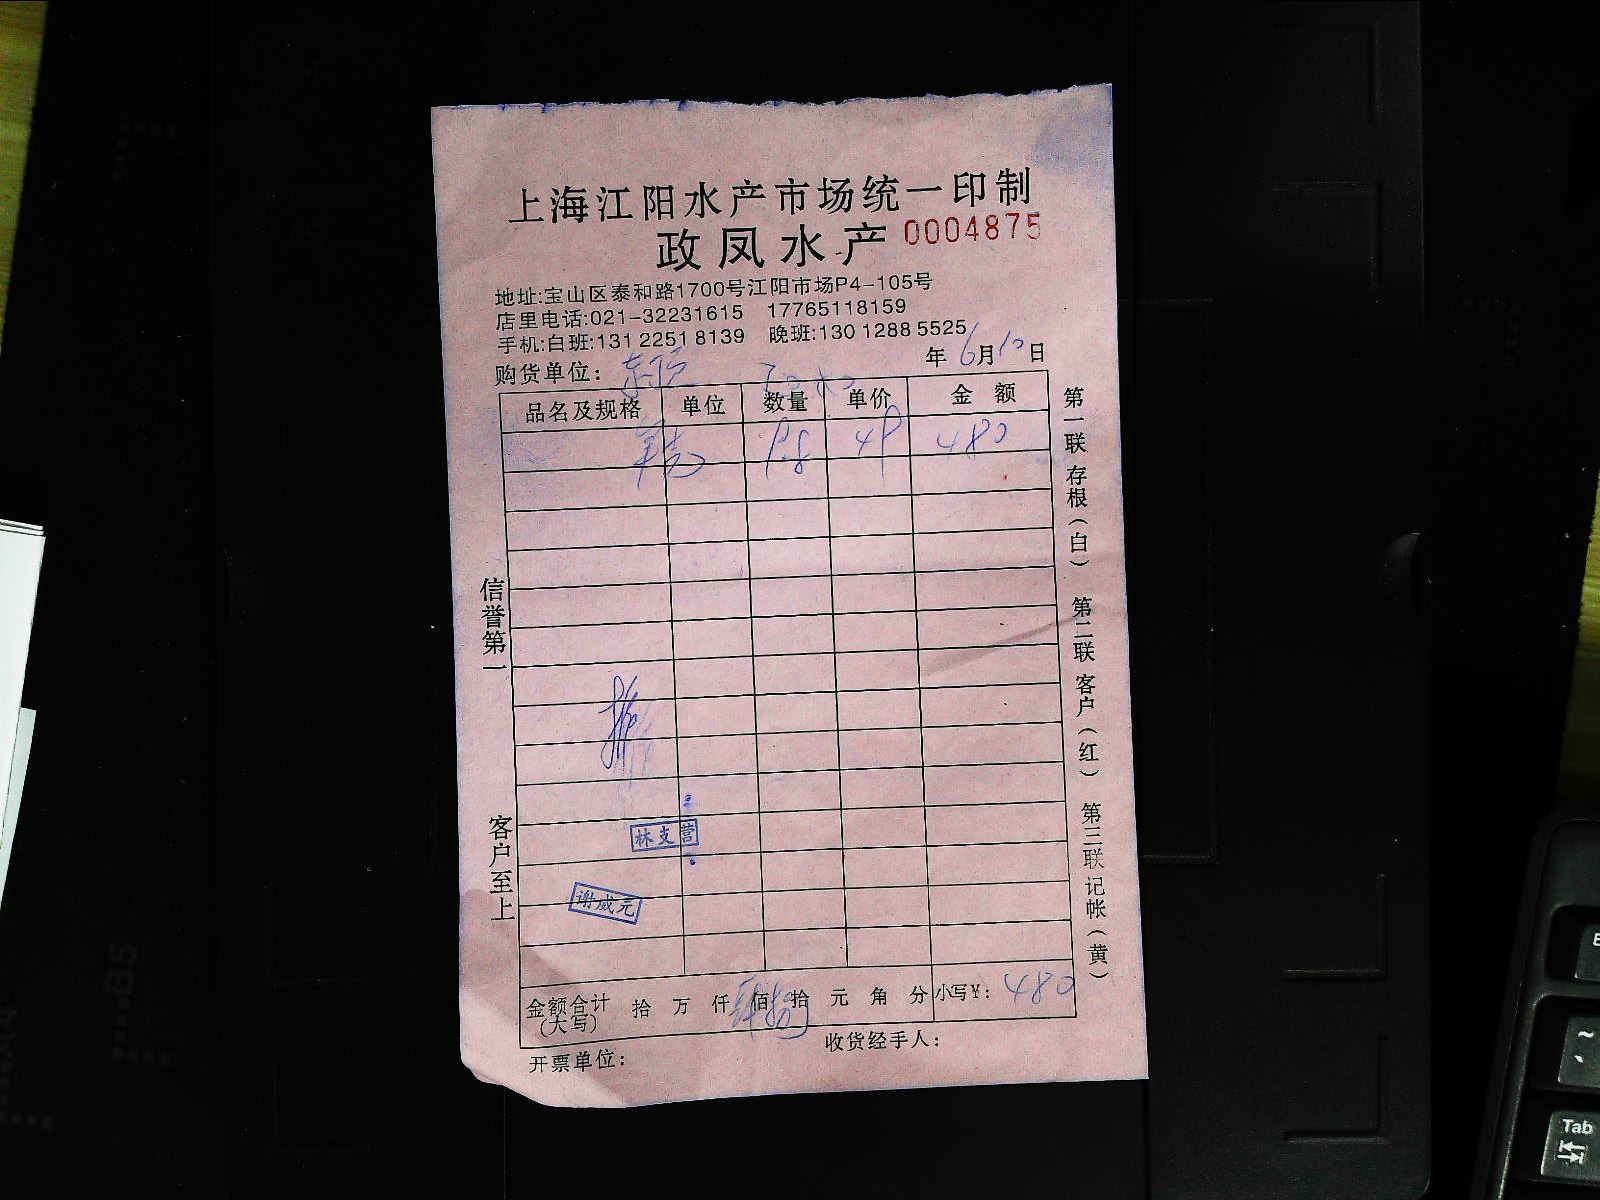 上海江阳水产市场统一印制
政凤水产 0004875
地址:宝山区泰和路1700号江阳市场P4-105号
店里电话:021-32231615 17765118159
手机:白班:131 2251 8139 晚班:130 1288 5525
年 6月10日
购货单位:
品名及规格 单位 数量 单价 金额
480
信誉第一
客户至上
第一联 存根(白) 第二联 客户(红) 第三联 记帐(黄)
林支营
谢威元
金额合计 拾 万 仟 佰 拾 元 角 分 小写¥: 480
(大写)
收货经手人:
开票单位:
B5
A4
Tab